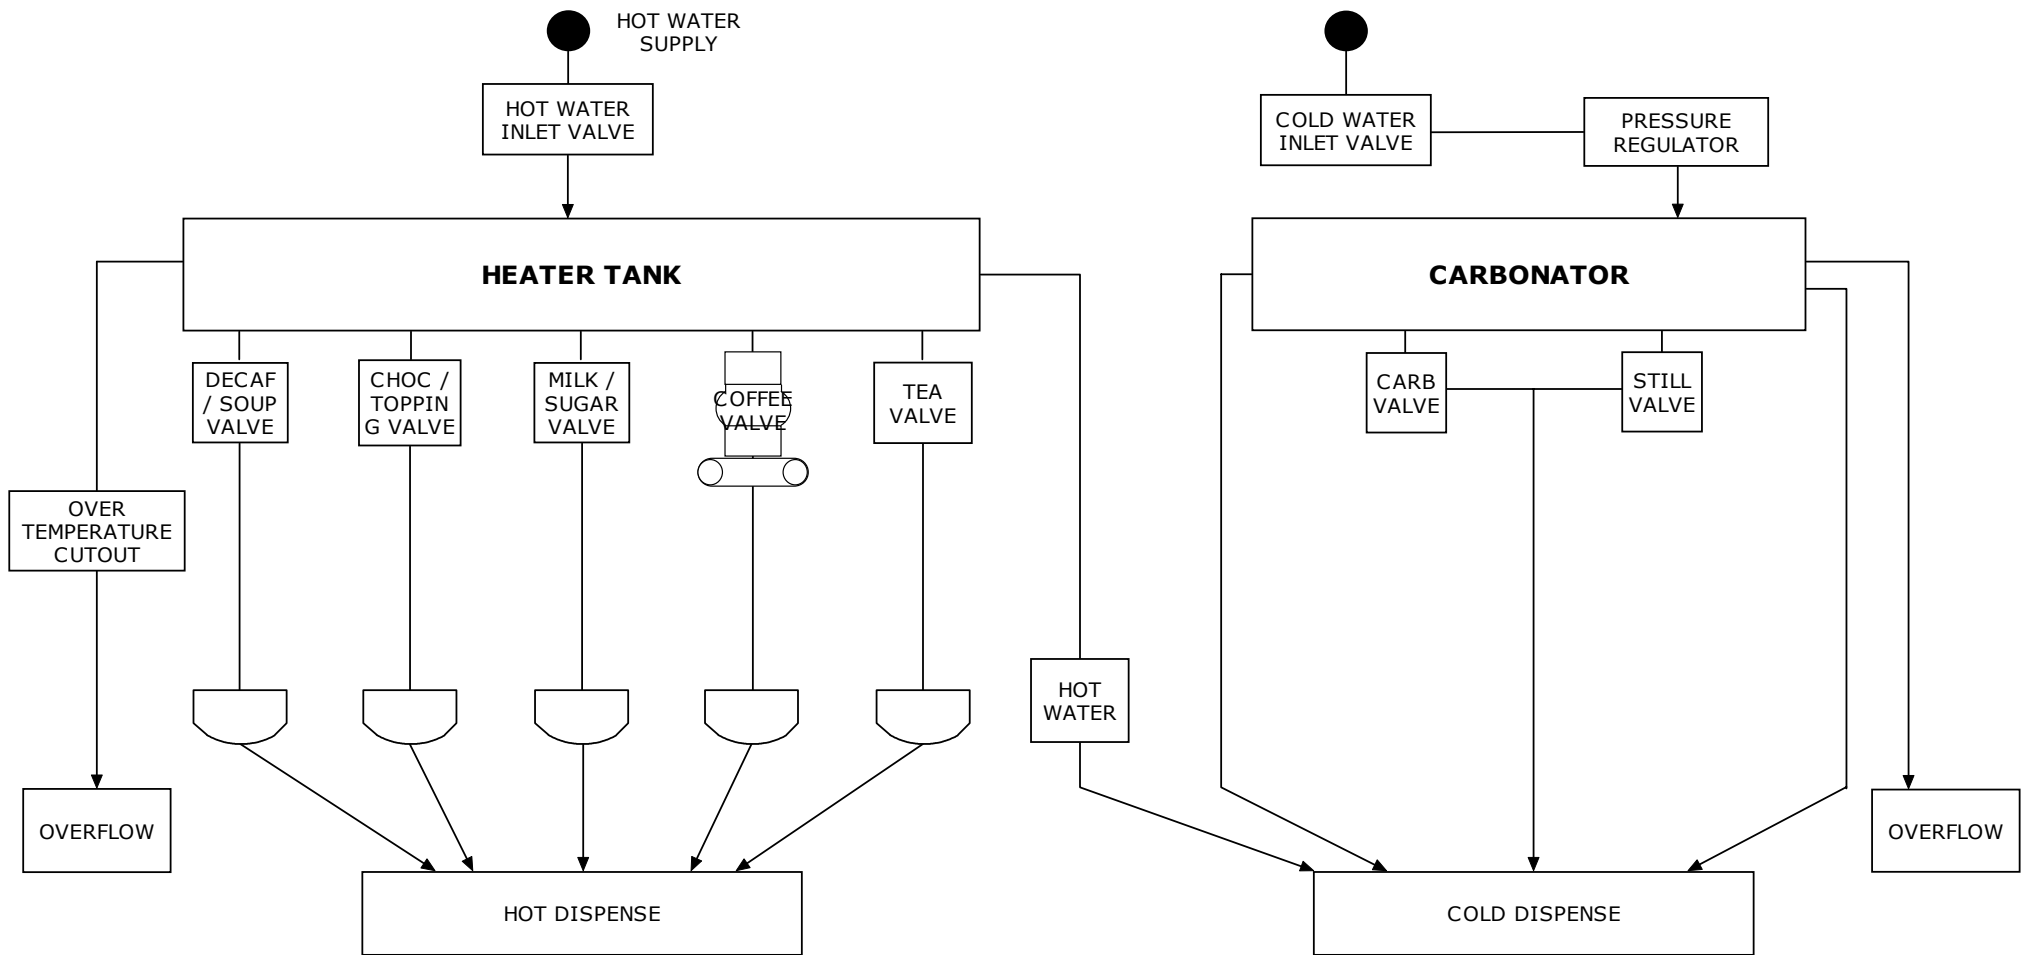 HOT WATER
SUPPLY
HOT WATER
INLET VALVE
COLD WATER
INLET VALVE
PRESSURE
REGULATOR
HEATER TANK
CARBONATOR
DECAF
/ SOUP
VALVE
CHOC /
TOPPIN
G VALVE
MILK /
SUGAR
VALVE
COFFEE
VALVE
TEA
VALVE
CARB
VALVE
STILL
VALVE
OVER
TEMPERATURE
CUTOUT
HOT
WATER
OVERFLOW
OVERFLOW
HOT DISPENSE
COLD DISPENSE